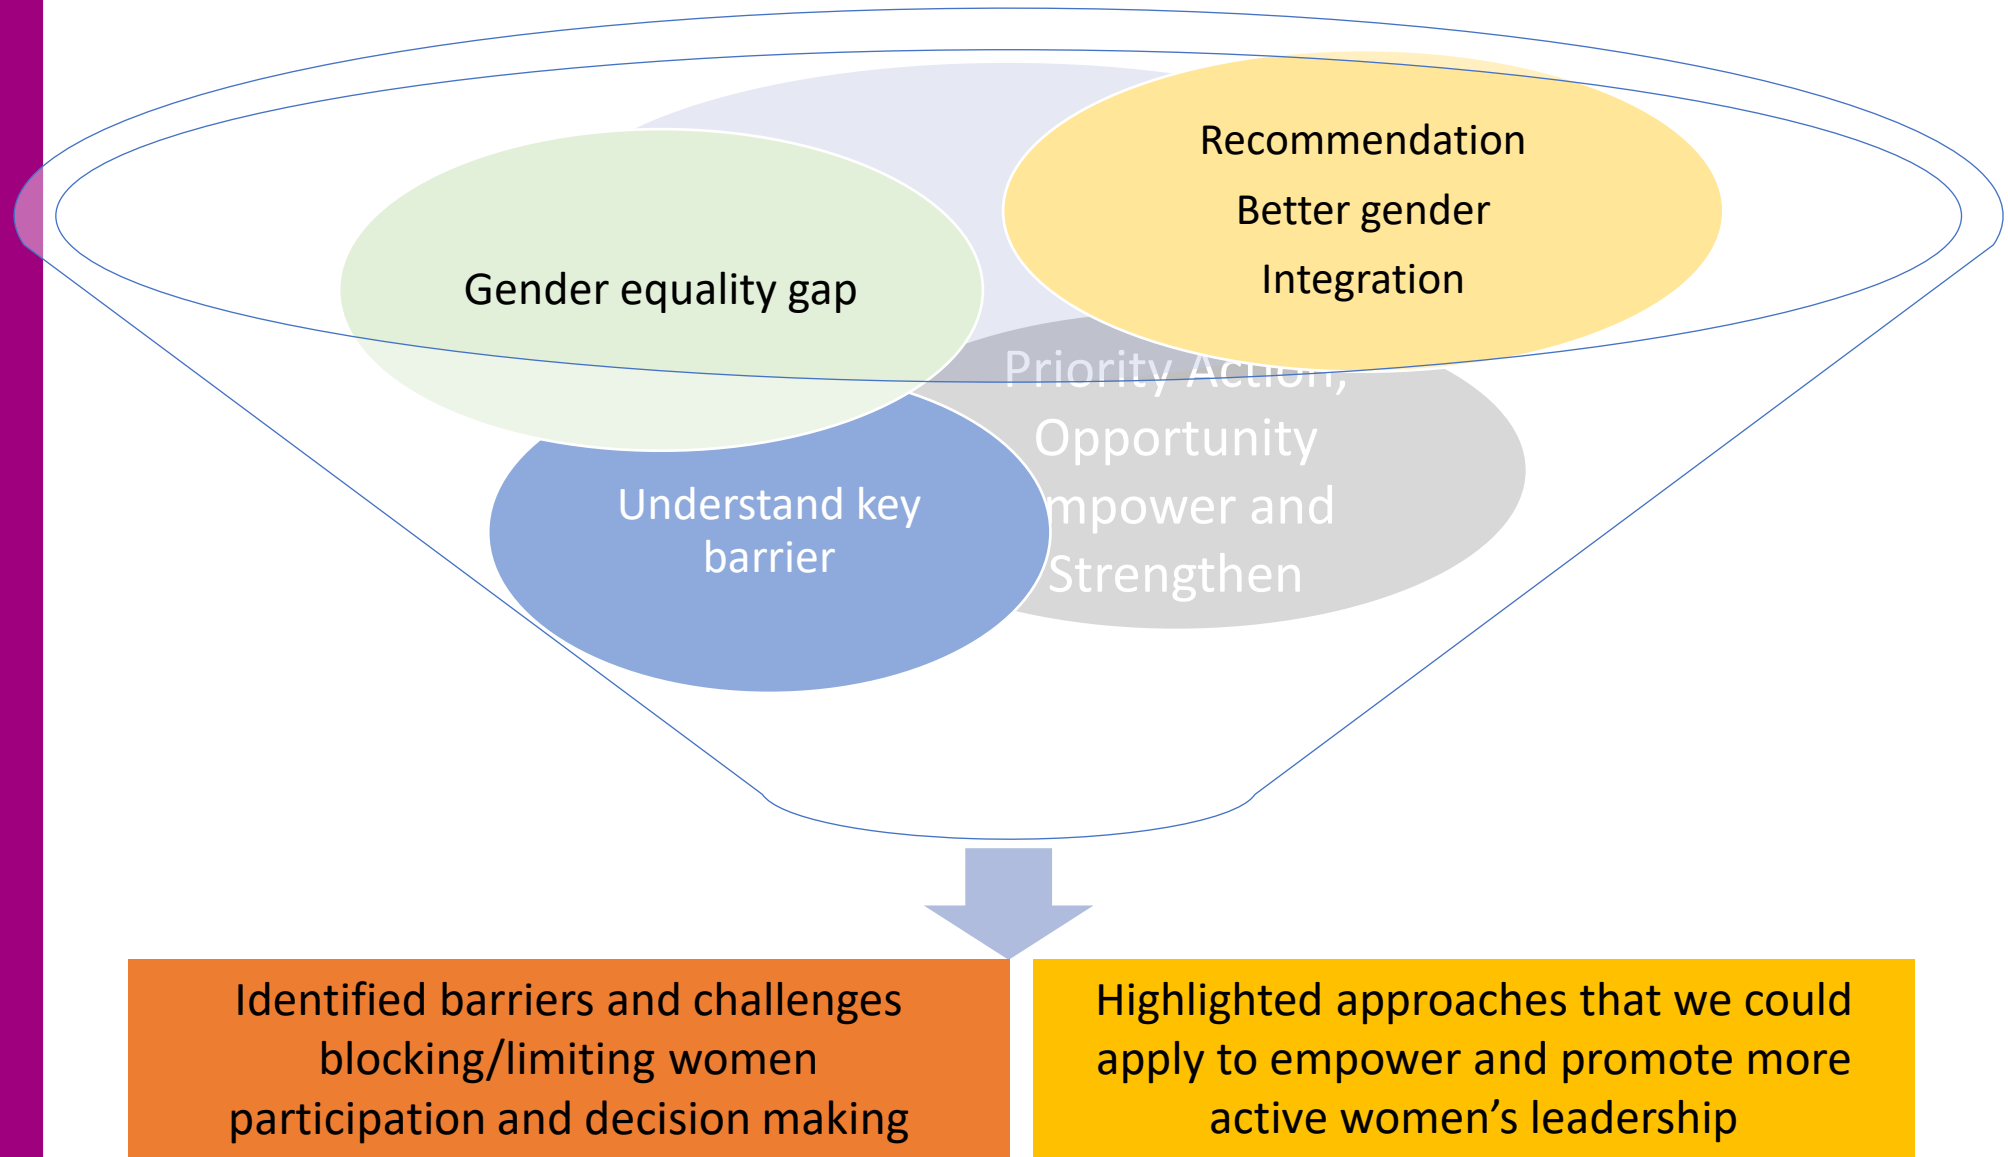 Recommendation
Better gender
Integration
Gender equality gap
Priority Action,
Opportunity
mpower and
Strengthen
Understand key
barrier
Identified barriers and challenges
blocking/limiting women
participation and decision making
Highlighted approaches that we could
apply to empower and promote more
active women’s leadership